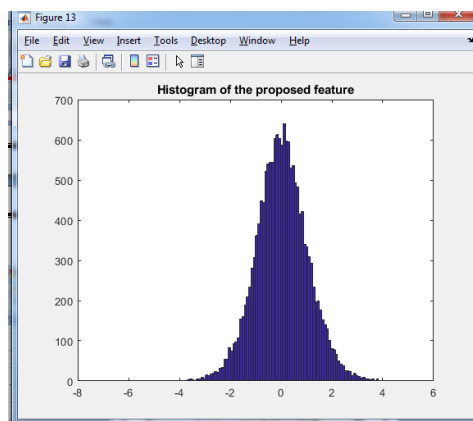 Figure 13
File Edit View Insert Tools Desktop Window Help
Histogram of the proposed feature
700
600
500
400
300
200
100
0
-8 -6 -4 -2 0 2 4 6